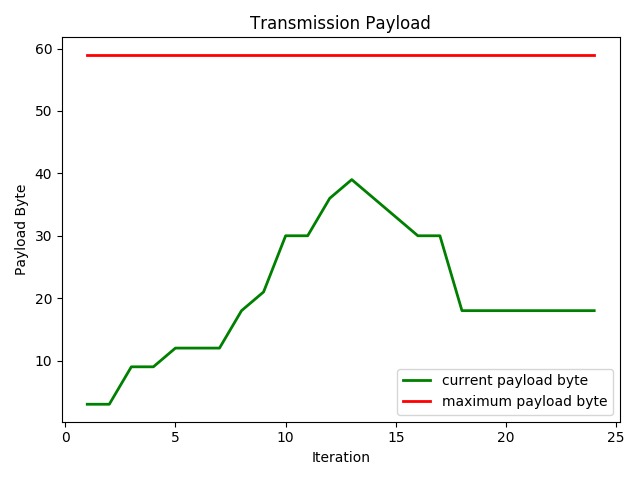 Transmission Payload
60
50
40
30
20
10
Payload Byte
current payload byte
maximum payload byte
0 5 10 15 20 25
Iteration